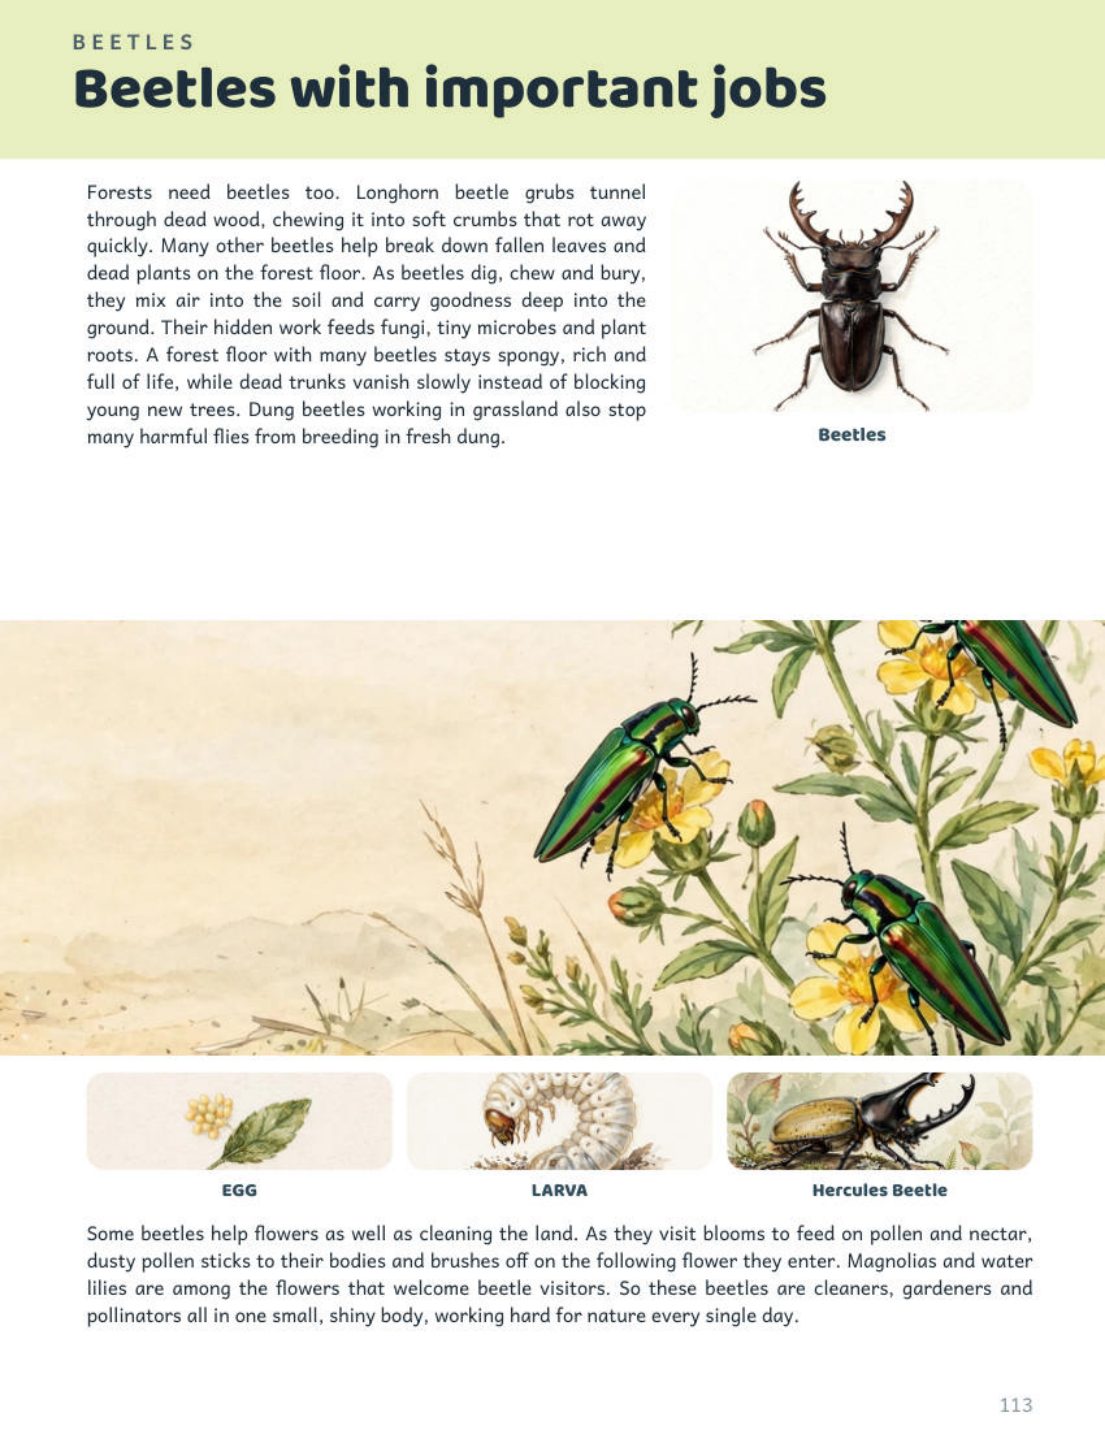 BEETLES
Beetles with important jobs
Forests need beetles too. Longhorn beetle grubs tunnel
through dead wood, chewing it into soft crumbs that rot away
quickly. Many other beetles help break down fallen leaves and
dead plants on the forest floor. As beetles dig, chew and bury,
they mix air into the soil and carry goodness deep into the
ground. Their hidden work feeds fungi, tiny microbes and plant
roots. A forest floor with many beetles stays spongy, rich and
full of life, while dead trunks vanish slowly instead of blocking
young new trees. Dung beetles working in grassland also stop
many harmful flies from breeding in fresh dung.
Beetles
EGG
LARVA
Hercules Beetle
Some beetles help flowers as well as cleaning the land. As they visit blooms to feed on pollen and nectar,
dusty pollen sticks to their bodies and brushes off on the following flower they enter. Magnolias and water
lilies are among the flowers that welcome beetle visitors. So these beetles are cleaners, gardeners and
pollinators all in one small, shiny body, working hard for nature every single day.
113